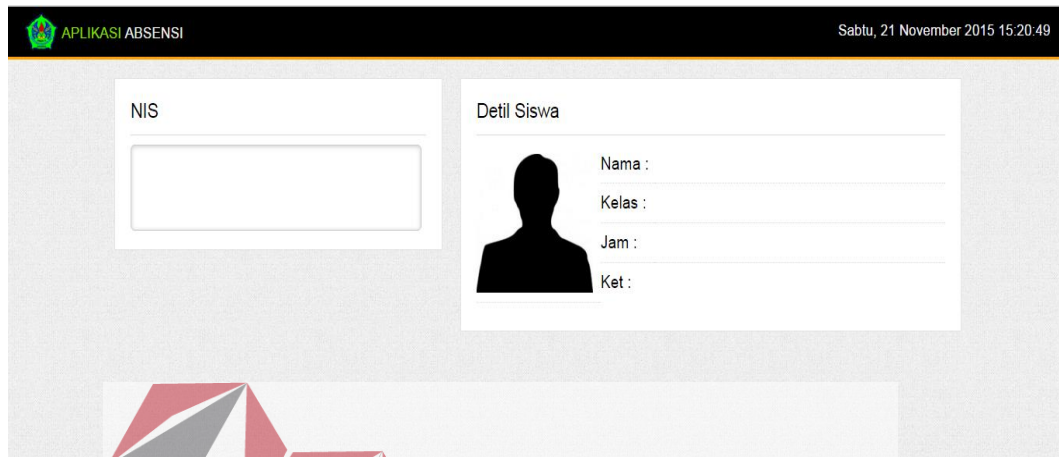 APLIKASI ABSENSI
Sabtu, 21 November 2015 15:20:49
NIS
Detil Siswa
Nama :
Kelas :
Jam :
Ket :